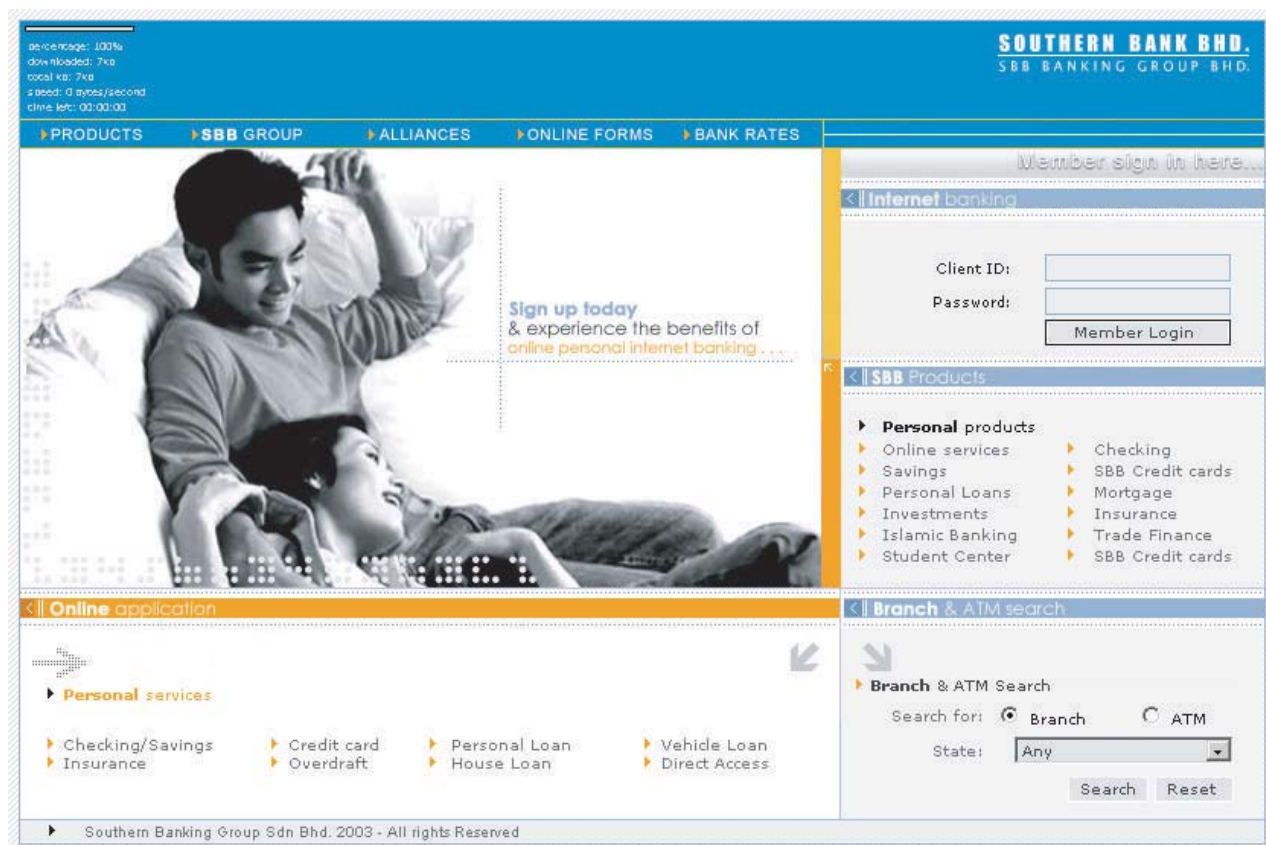 percentage: 100%
downloaded: 7kb
total kb: 7kb
speed: 0 bytes/second
time left: 00:00:00
SOUTHERN BANK BHD.
SBB BANKING GROUP BHD.
PRODUCTS SBB GROUP ALLIANCES ONLINE FORMS BANK RATES
Member sign in here...
Internet banking
Client ID:
Password:
Member Login
Sign up today
& experience the benefits of
online personal internet banking . . .
SBB Products
Personal products
Online services Checking
Savings SBB Credit cards
Personal Loans Mortgage
Investments Insurance
Islamic Banking Trade Finance
Student Center SBB Credit cards
Online application
Personal services
Checking/Savings Credit card Personal Loan Vehicle Loan
Insurance Overdraft House Loan Direct Access
Branch & ATM search
Branch & ATM Search
Search for: Branch ATM
State: Any
Search Reset
Southern Banking Group Sdn Bhd. 2003 - All rights Reserved